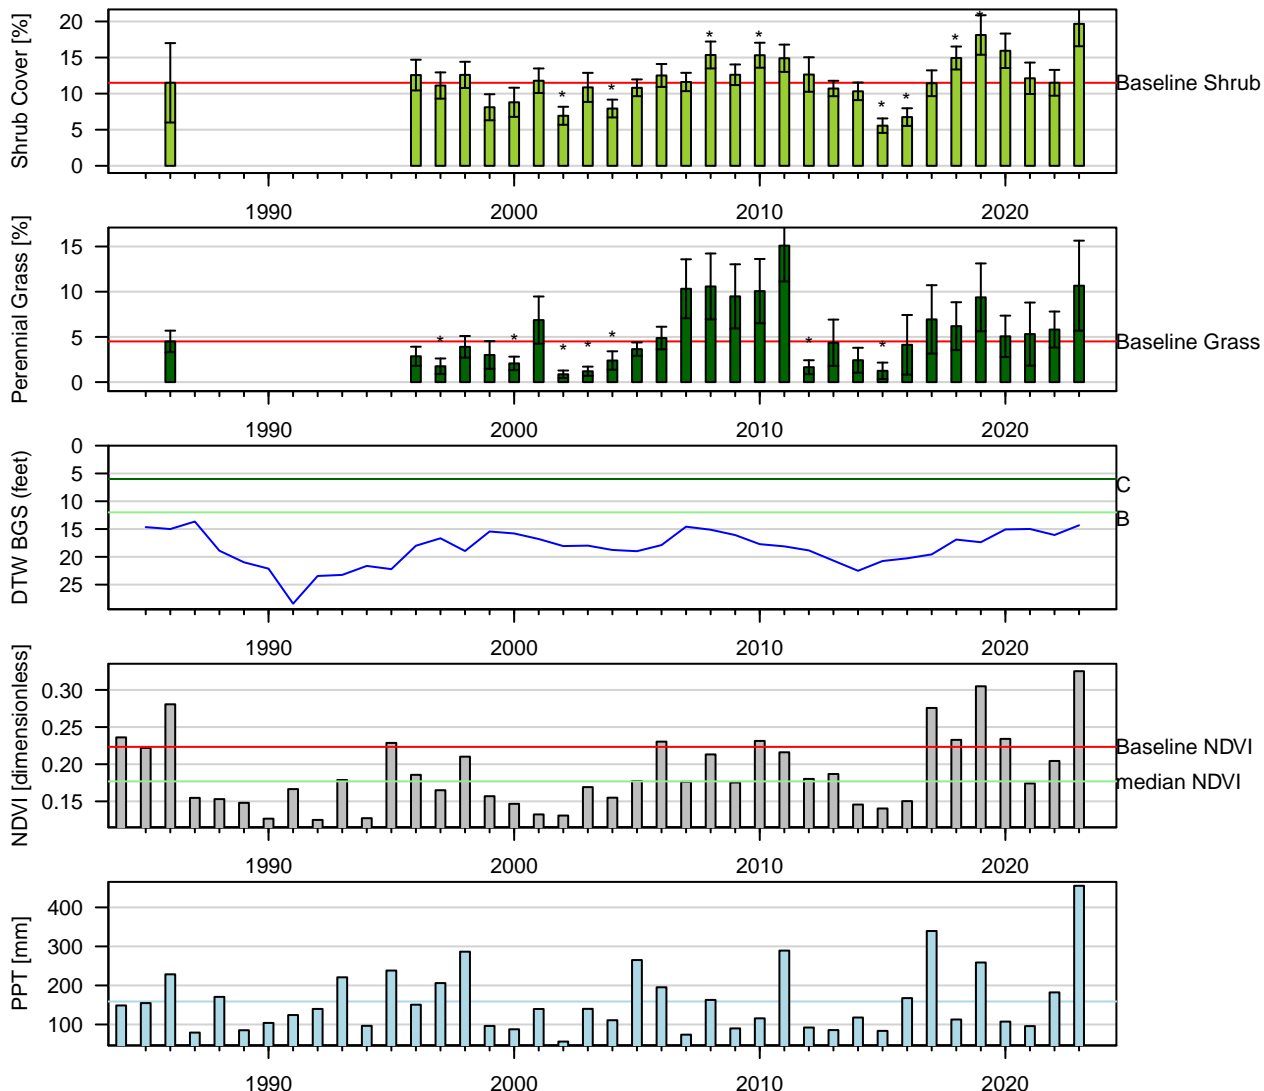 Shrub Cover [%]
20
15
10
5
0
* * * * * * * *
Baseline Shrub
1990 2000 2010 2020
Perennial Grass [%]
15
10
5
0
* * * * * * *
Baseline Grass
1990 2000 2010 2020
DTW BGS (feet)
0
5
10
15
20
25
C
B
1990 2000 2010 2020
NDVI [dimensionless]
0.30
0.25
0.20
0.15
Baseline NDVI
median NDVI
1990 2000 2010 2020
PPT [mm]
400
300
200
100
1990 2000 2010 2020